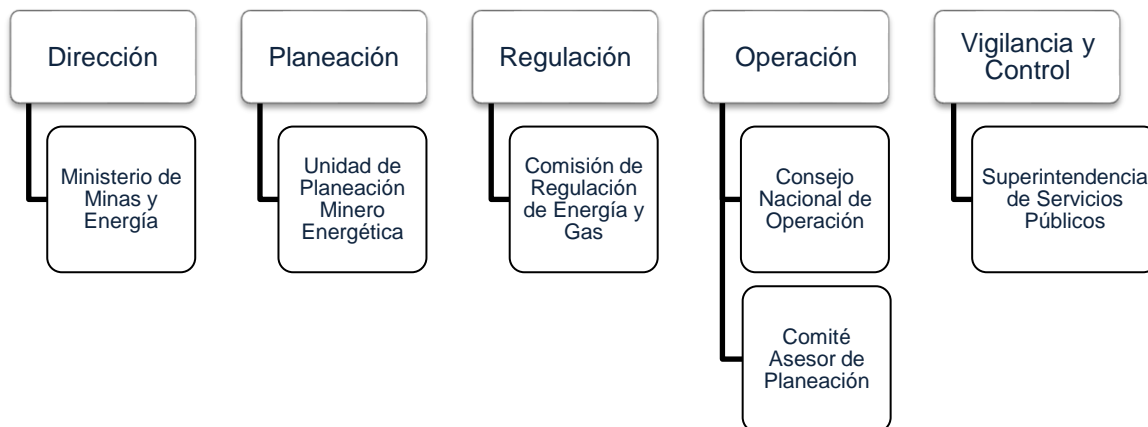 Dirección
Ministerio de
Minas y
Energía
Planeación
Unidad de
Planeación
Minero
Energética
Regulación
Comisión de
Regulación
de Energía y
Gas
Operación
Consejo
Nacional de
Operación
Comité
Asesor de
Planeación
Vigilancia y
Control
Superintendencia
de Servicios
Públicos